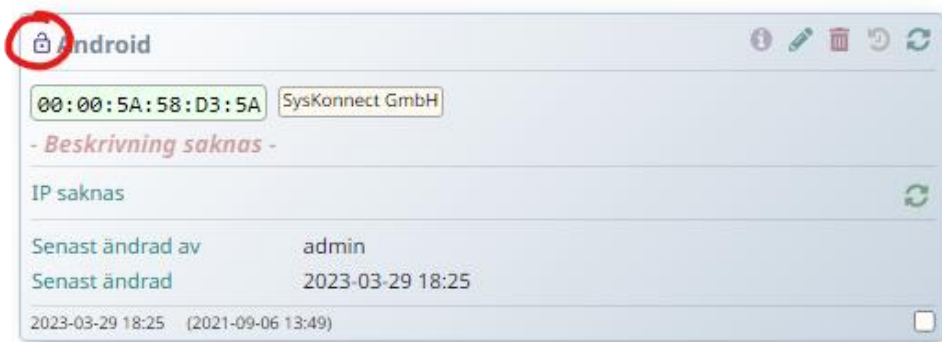 Android
00:00:5A:58:D3:5A SysKonnect GmbH
- Beskrivning saknas -
IP saknas
Senast ändrad av admin
Senast ändrad 2023-03-29 18:25
2023-03-29 18:25 (2021-09-06 13:49)